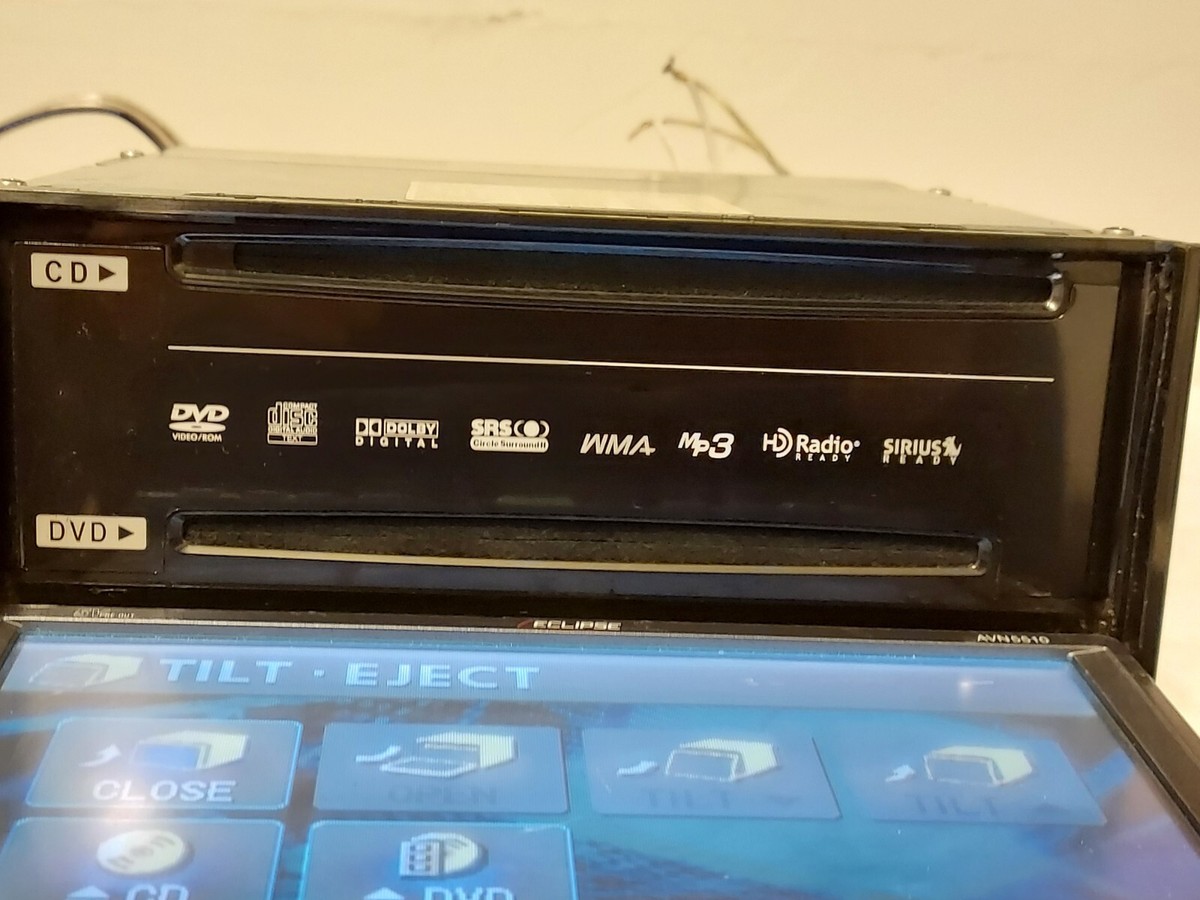 CD
DVD VIDEO/ROM
COMPACT disc DIGITAL AUDIO TEXT
DOLBY DIGITAL
SRS Circle Surround II
WMA
MP3
HD Radio READY
SIRIUS READY
DVD
ECLIPSE
AVN5510
TILT · EJECT
CLOSE
OPEN
TILT
TILT
CD
DVD